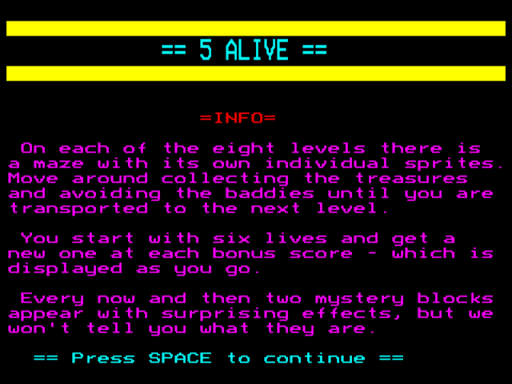 == 5 ALIVE ==
=INFO=
On each of the eight levels there is
a maze with its own individual sprites.
Move around collecting the treasures
and avoiding the baddies until you are
transported to the next level.
You start with six lives and get a
new one at each bonus score - which is
displayed as you go.
Every now and then two mystery blocks
appear with surprising effects, but we
won't tell you what they are.
== Press SPACE to continue ==